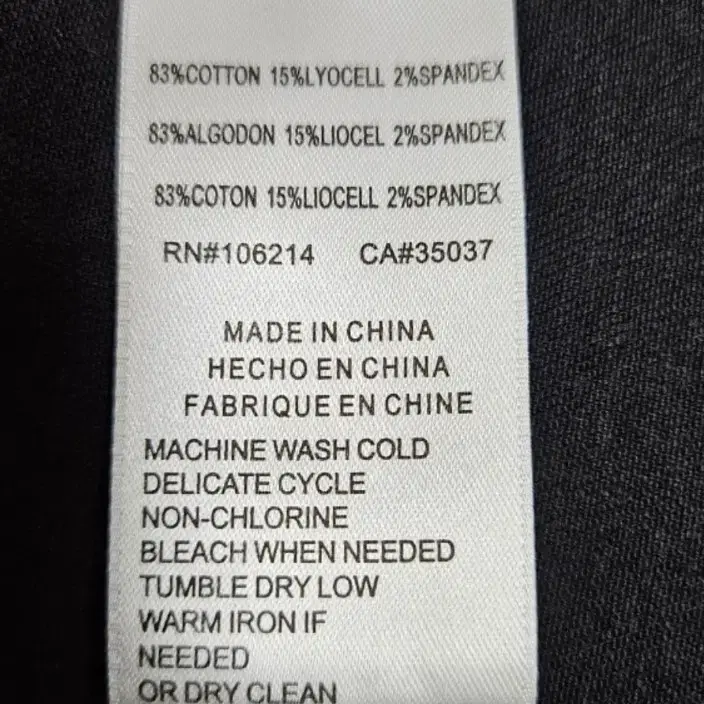 83%COTTON 15%LYOCELL 2%SPANDEX
83%ALGODON 15%LIOCEL 2%SPANDEX
83%COTON 15%LIOCELL 2%SPANDEX
RN#106214 CA#35037
MADE IN CHINA
HECHO EN CHINA
FABRIQUE EN CHINE
MACHINE WASH COLD
DELICATE CYCLE
NON-CHLORINE
BLEACH WHEN NEEDED
TUMBLE DRY LOW
WARM IRON IF
NEEDED
OR DRY CLEAN